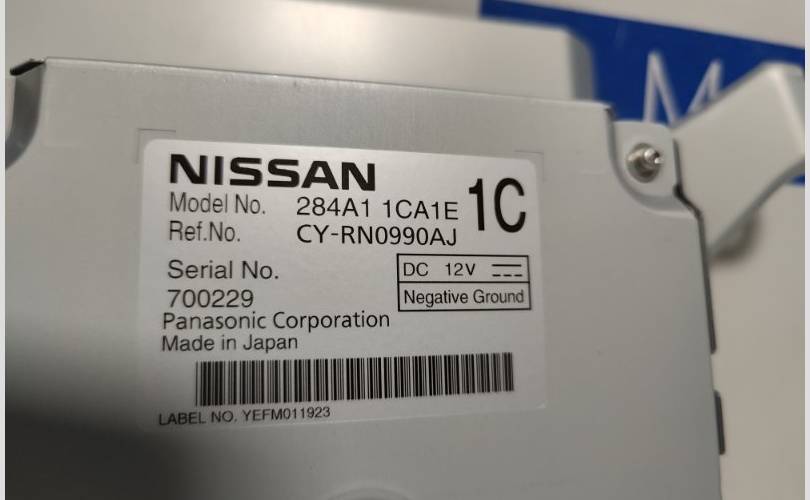 NISSAN
Model No. 284A1 1CA1E 1C
Ref.No. CY-RN0990AJ
Serial No.
700229
DC 12V
Negative Ground
Panasonic Corporation
Made in Japan
LABEL NO. YEFM011923
M